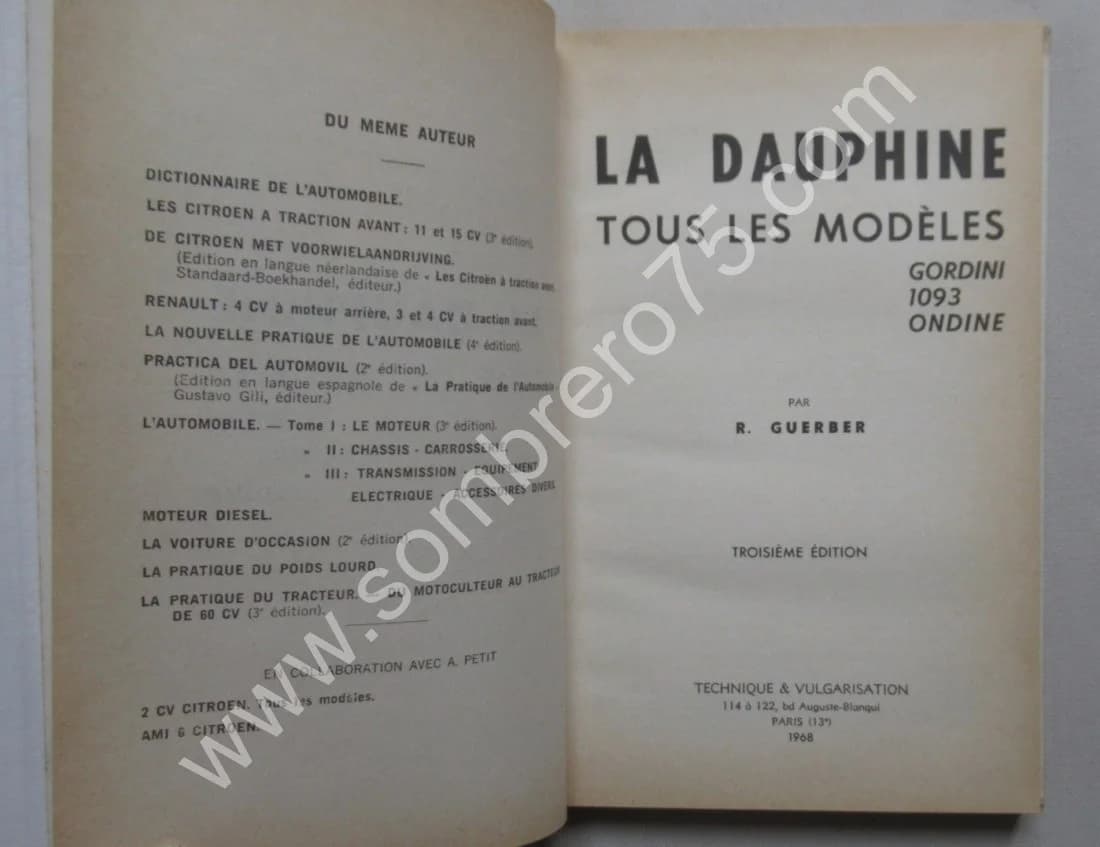 DU MEME AUTEUR
DICTIONNAIRE DE L'AUTOMOBILE.
LES CITROEN A TRACTION AVANT : 11 et 15 CV (3e édition).
DE CITROEN MET VOORWIELAANDRIJVING.
(Edition en langue néerlandaise de « Les Citroën à traction avant,
Standaard-Boekhandel, éditeur.)
RENAULT : 4 CV à moteur arrière, 3 et 4 CV à traction avant.
LA NOUVELLE PRATIQUE DE L'AUTOMOBILE (4e édition).
PRACTICA DEL AUTOMOVIL (2e édition).
(Edition en langue espagnole de « La Pratique de l'Automobile »
Gustavo Gili, éditeur.)
L'AUTOMOBILE. — Tome I : LE MOTEUR (3e édition).
» II : CHASSIS - CARROSSERIE.
» III : TRANSMISSION - EQUIPEMENT
ELECTRIQUE - ACCESSOIRES DIVERS.
MOTEUR DIESEL.
LA VOITURE D'OCCASION (2e édition).
LA PRATIQUE DU POIDS LOURD.
LA PRATIQUE DU TRACTEUR. — DU MOTOCULTEUR AU TRACTEUR
DE 60 CV (3e édition).
EN COLLABORATION AVEC A. PETIT
2 CV CITROEN. Tous les modèles.
AMI 6 CITROEN.
LA DAUPHINE
TOUS LES MODÈLES
GORDINI
1093
ONDINE
PAR
R. GUERBER
TROISIÈME ÉDITION
TECHNIQUE & VULGARISATION
114 à 122, bd Auguste-Blanqui
PARIS (13e)
1968
www.sombrero75.com